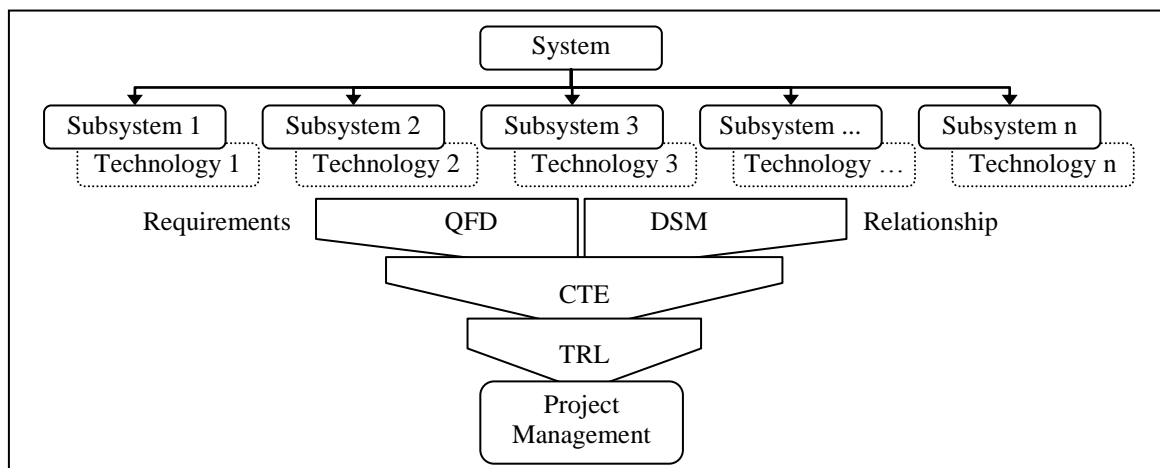 System
Subsystem 1 Subsystem 2 Subsystem 3 Subsystem ... Subsystem n
Technology 1 Technology 2 Technology 3 Technology … Technology n
Requirements QFD DSM Relationship
CTE
TRL
Project
Management